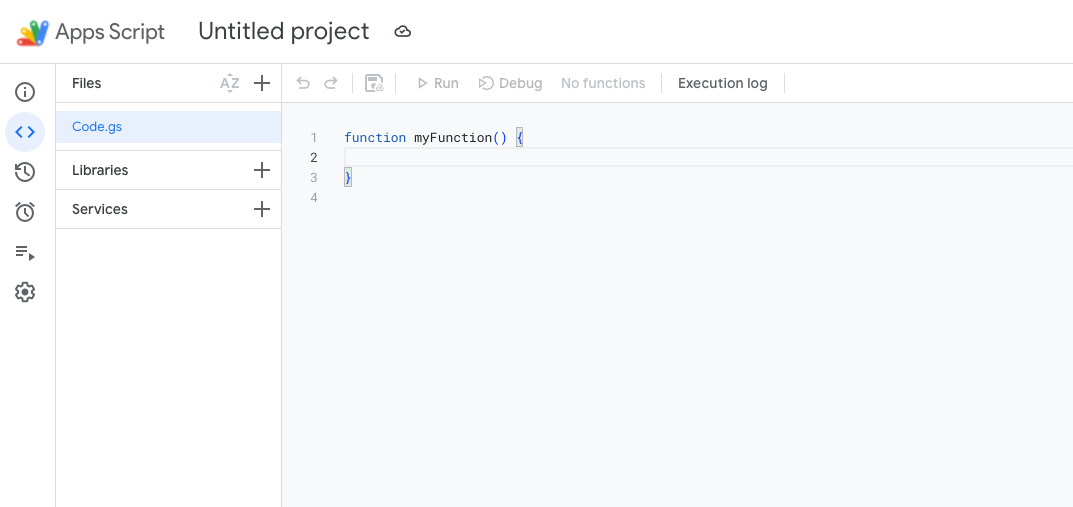 Apps Script Untitled project
Files AZ Run Debug No functions Execution log
Code.gs
Libraries
Services
1 function myFunction() {
2
3 }
4